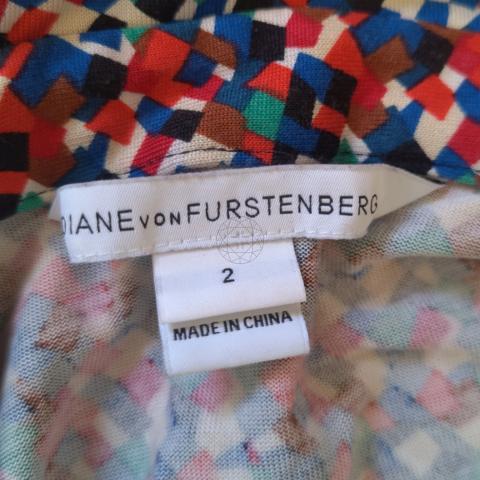 DIANE VON FURSTENBERG
2
MADE IN CHINA